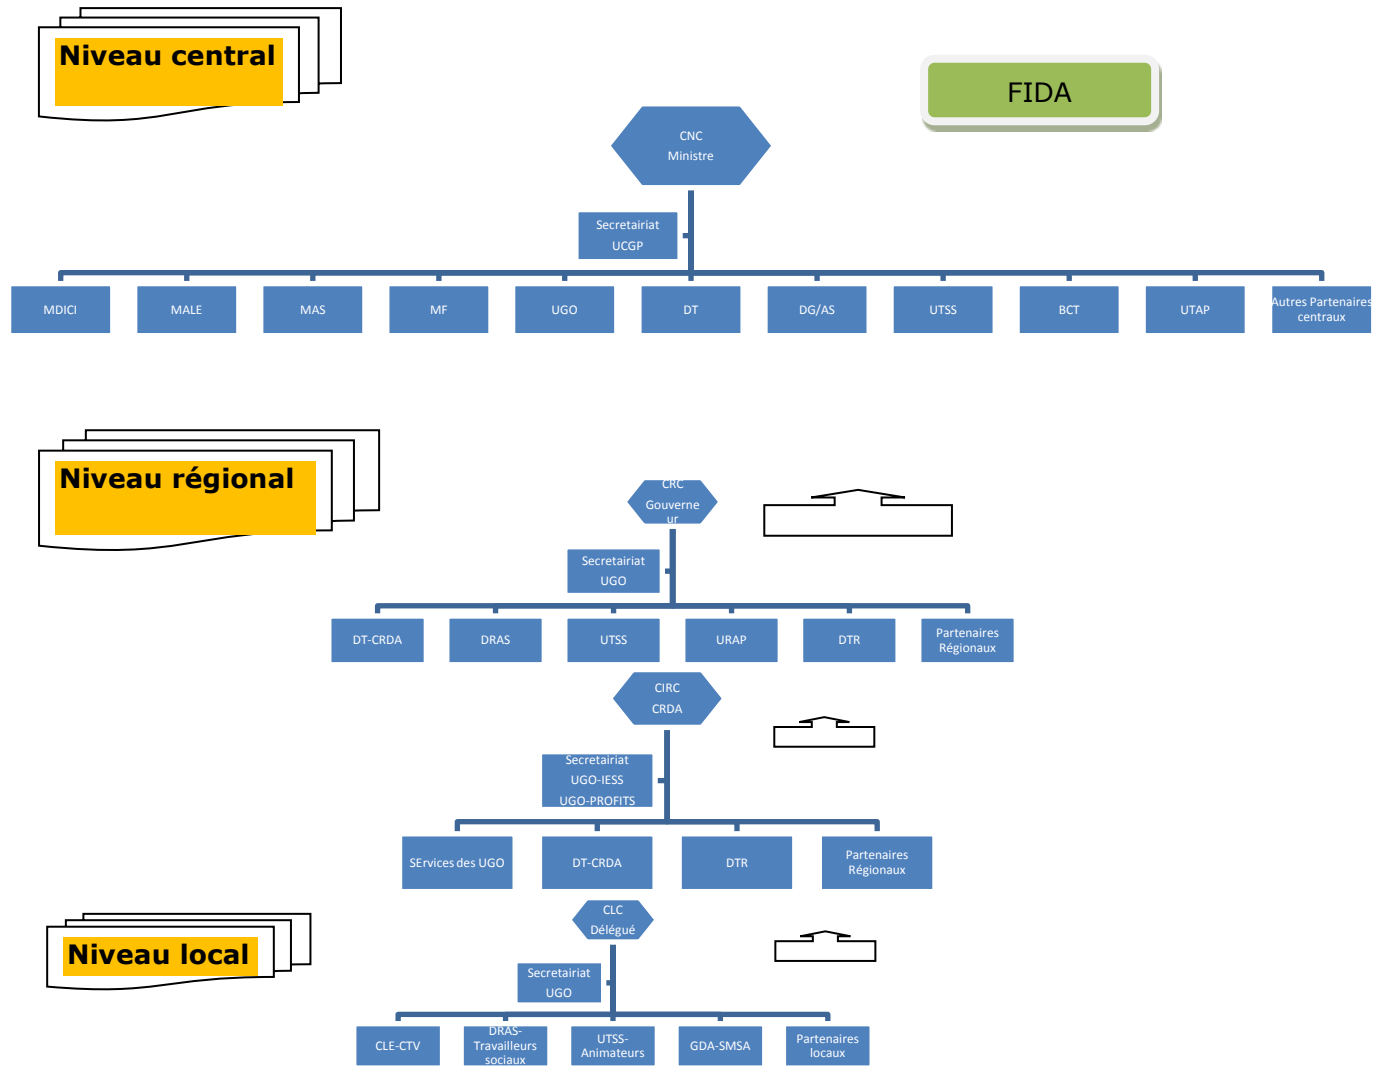 Niveau central
FIDA
CNC
Ministre
Secretairiat
UCGP
MDICI
MALE
MAS
MF
UGO
DT
DG/AS
UTSS
BCT
UTAP
Autres Partenaires
centraux
Niveau régional
CRC
Gouverne
ur
Secretairiat
UGO
DT-CRDA
DRAS
UTSS
URAP
DTR
Partenaires
Régionaux
CIRC
CRDA
Secretairiat
UGO-IESS
UGO-PROFITS
SErvices des UGO
DT-CRDA
DTR
Partenaires
Régionaux
Niveau local
CLC
Délégué
Secretairiat
UGO
CLE-CTV
DRAS-
Travailleurs
sociaux
UTSS-
Animateurs
GDA-SMSA
Partenaires
locaux